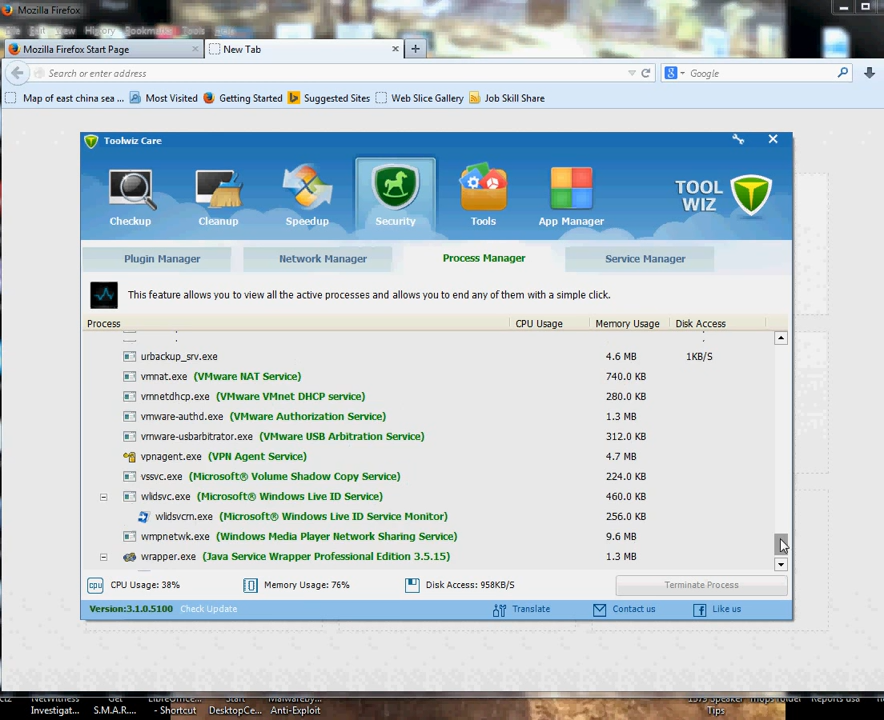 Mozilla Firefox
History Bookmarks Tools
Mozilla Firefox Start Page
New Tab
Search or enter address
Google
Map of east china sea ...
Most Visited
Getting Started
Suggested Sites
Web Slice Gallery
Job Skill Share
Toolwiz Care
Checkup
Cleanup
Speedup
Security
Tools
App Manager
TOOL
WIZ
Plugin Manager
Network Manager
Process Manager
Service Manager
This feature allows you to view all the active processes and allows you to end any of them with a simple click.
Process CPU Usage Memory Usage Disk Access
urbackup_srv.exe 4.6 MB 1KB/S
vmnat.exe (VMware NAT Service) 740.0 KB
vmnetdhcp.exe (VMware VMnet DHCP service) 280.0 KB
vmware-authd.exe (VMware Authorization Service) 1.3 MB
vmware-usbarbitrator.exe (VMware USB Arbitration Service) 312.0 KB
vpnagent.exe (VPN Agent Service) 4.7 MB
vssvc.exe (Microsoft® Volume Shadow Copy Service) 224.0 KB
wlidsvc.exe (Microsoft® Windows Live ID Service) 460.0 KB
wlidsvcm.exe (Microsoft® Windows Live ID Service Monitor) 256.0 KB
wmpnetwk.exe (Windows Media Player Network Sharing Service) 9.6 MB
wrapper.exe (Java Service Wrapper Professional Edition 3.5.15) 1.3 MB
cpu CPU Usage: 38%
Memory Usage: 76%
Disk Access: 958KB/S
Terminate Process
Version:3.1.0.5100 Check Update
Translate
Contact us
Like us
Investigat...
S.M.A.R....
- Shortcut
DesktopCe...
Anti-Exploit
Tips